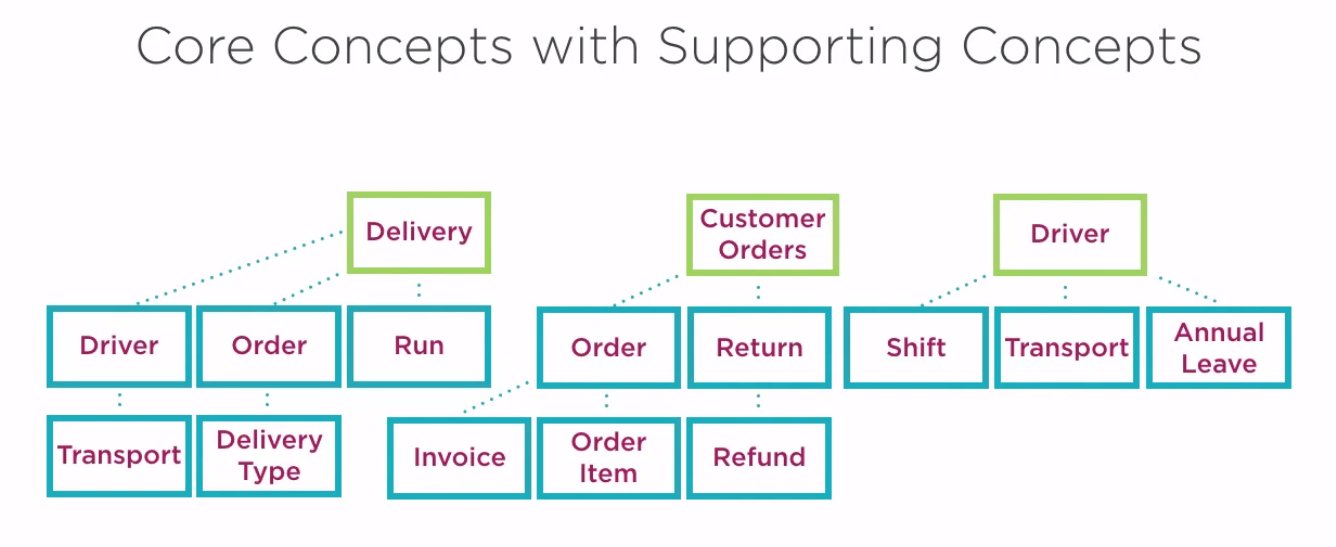 Core Concepts with Supporting Concepts
Delivery
Customer
Orders
Driver
Driver
Order
Run
Order
Return
Shift
Transport
Annual
Leave
Transport
Delivery
Type
Invoice
Order
Item
Refund